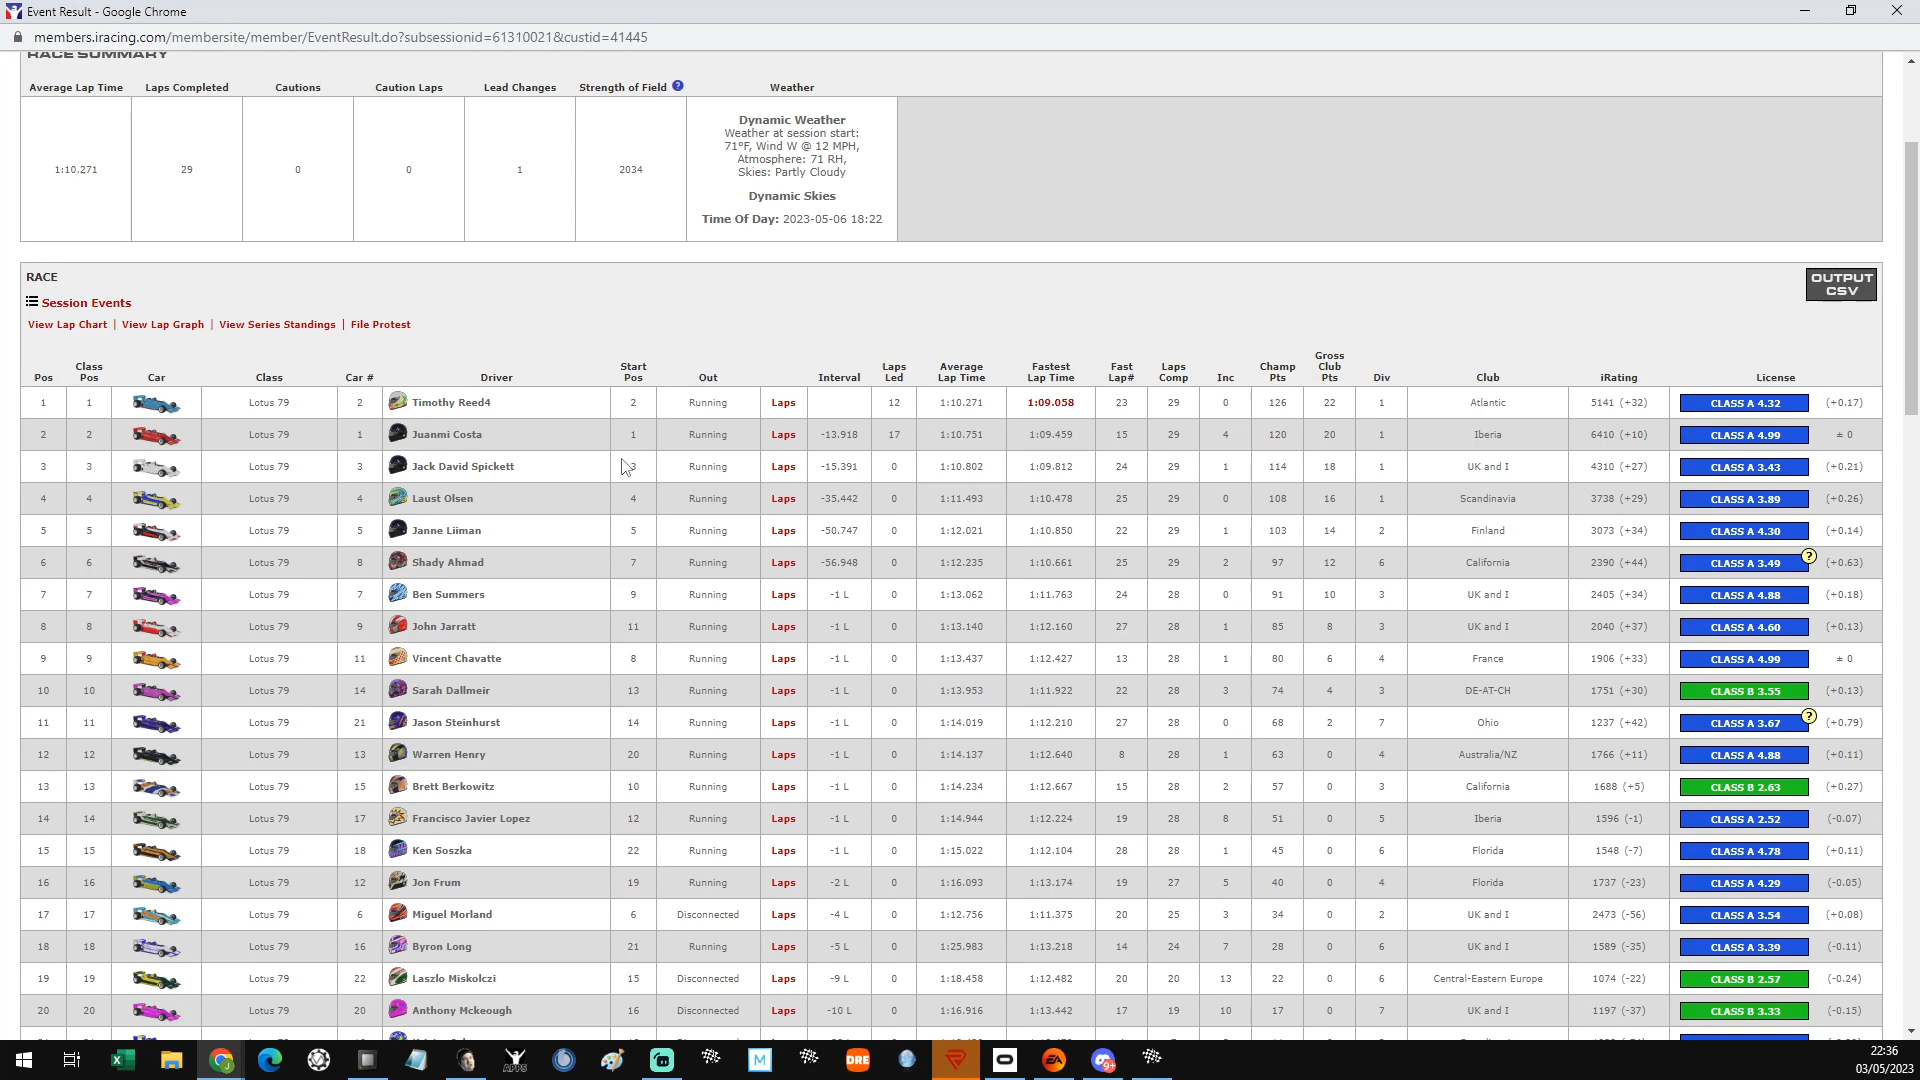 Event Result - Google Chrome
members.iracing.com/membersite/member/EventResult.do?subsessionid=61310021&custid=41445
RACE SUMMARY
Average Lap Time Laps Completed Cautions Caution Laps Lead Changes Strength of Field ? Weather
Dynamic Weather
Weather at session start:
71°F, Wind W @ 12 MPH,
Atmosphere: 71 RH,
Skies: Partly Cloudy
1:10.271 29 0 0 1 2034
Dynamic Skies
Time Of Day: 2023-05-06 18:22
RACE
OUTPUT CSV
Session Events
View Lap Chart | View Lap Graph | View Series Standings | File Protest
Pos Class Pos Car Class Car # Driver Start Pos Out Interval Laps Led Average Lap Time Fastest Lap Time Fast Lap# Laps Comp Inc Champ Pts Gross Club Pts Div Club iRating License
1 1 Lotus 79 2 Timothy Reed4 2 Running Laps 12 1:10.271 1:09.058 23 29 0 126 22 1 Atlantic 5141 (+32) CLASS A 4.32 (+0.17)
2 2 Lotus 79 1 Juanmi Costa 1 Running Laps -13.918 17 1:10.751 1:09.459 15 29 4 120 20 1 Iberia 6410 (+10) CLASS A 4.99 ± 0
3 3 Lotus 79 3 Jack David Spickett 3 Running Laps -15.391 0 1:10.802 1:09.812 24 29 1 114 18 1 UK and I 4310 (+27) CLASS A 3.43 (+0.21)
4 4 Lotus 79 4 Laust Olsen 4 Running Laps -35.442 0 1:11.493 1:10.478 25 29 0 108 16 1 Scandinavia 3738 (+29) CLASS A 3.89 (+0.26)
5 5 Lotus 79 5 Janne Liiman 5 Running Laps -50.747 0 1:12.021 1:10.850 22 29 1 103 14 2 Finland 3073 (+34) CLASS A 4.30 (+0.14)
6 6 Lotus 79 8 Shady Ahmad 7 Running Laps -56.948 0 1:12.235 1:10.661 25 29 2 97 12 6 California 2390 (+44) CLASS A 3.49 ? (+0.63)
7 7 Lotus 79 7 Ben Summers 9 Running Laps -1 L 0 1:13.062 1:11.763 24 28 0 91 10 3 UK and I 2405 (+34) CLASS A 4.88 (+0.18)
8 8 Lotus 79 9 John Jarratt 11 Running Laps -1 L 0 1:13.140 1:12.160 27 28 1 85 8 3 UK and I 2040 (+37) CLASS A 4.60 (+0.13)
9 9 Lotus 79 11 Vincent Chavatte 8 Running Laps -1 L 0 1:13.437 1:12.427 13 28 1 80 6 4 France 1906 (+33) CLASS A 4.99 ± 0
10 10 Lotus 79 14 Sarah Dallmeir 13 Running Laps -1 L 0 1:13.953 1:11.922 22 28 3 74 4 3 DE-AT-CH 1751 (+30) CLASS B 3.55 (+0.13)
11 11 Lotus 79 21 Jason Steinhurst 14 Running Laps -1 L 0 1:14.019 1:12.210 27 28 0 68 2 7 Ohio 1237 (+42) CLASS A 3.67 ? (+0.79)
12 12 Lotus 79 13 Warren Henry 20 Running Laps -1 L 0 1:14.137 1:12.640 8 28 1 63 0 4 Australia/NZ 1766 (+11) CLASS A 4.88 (+0.11)
13 13 Lotus 79 15 Brett Berkowitz 10 Running Laps -1 L 0 1:14.234 1:12.667 15 28 2 57 0 3 California 1688 (+5) CLASS B 2.63 (+0.27)
14 14 Lotus 79 17 Francisco Javier Lopez 12 Running Laps -1 L 0 1:14.944 1:12.224 19 28 8 51 0 5 Iberia 1596 (-1) CLASS A 2.52 (-0.07)
15 15 Lotus 79 18 Ken Soszka 22 Running Laps -1 L 0 1:15.022 1:12.104 28 28 1 45 0 6 Florida 1548 (-7) CLASS A 4.78 (+0.11)
16 16 Lotus 79 12 Jon Frum 19 Running Laps -2 L 0 1:16.093 1:13.174 19 27 5 40 0 4 Florida 1737 (-23) CLASS A 4.29 (-0.05)
17 17 Lotus 79 6 Miguel Morland 6 Disconnected Laps -4 L 0 1:12.756 1:11.375 20 25 3 34 0 2 UK and I 2473 (-56) CLASS A 3.54 (+0.08)
18 18 Lotus 79 16 Byron Long 21 Running Laps -5 L 0 1:25.983 1:13.218 14 24 7 28 0 6 UK and I 1589 (-35) CLASS A 3.39 (-0.11)
19 19 Lotus 79 22 Laszlo Miskolczi 15 Disconnected Laps -9 L 0 1:18.458 1:12.482 20 20 13 22 0 6 Central-Eastern Europe 1074 (-22) CLASS B 2.57 (-0.24)
20 20 Lotus 79 20 Anthony Mckeough 16 Disconnected Laps -10 L 0 1:16.916 1:13.442 17 19 10 17 0 7 UK and I 1197 (-37) CLASS B 3.33 (-0.15)
APPS
M
DRE
EA
9+
22:36
03/05/2023